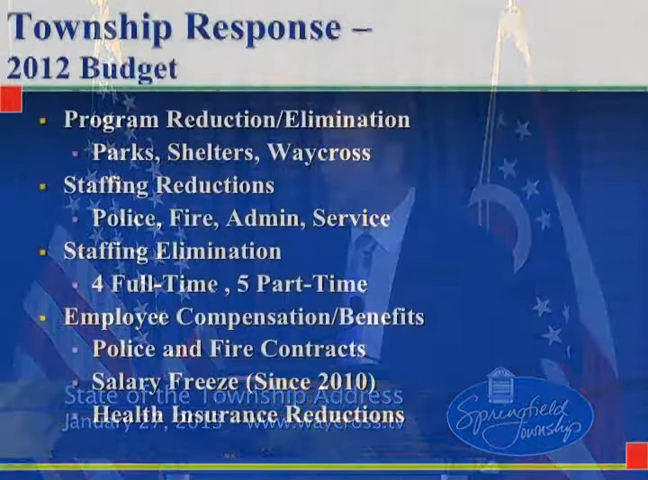 Township Response –
2012 Budget
Program Reduction/Elimination
Parks, Shelters, Waycross
Staffing Reductions
Police, Fire, Admin, Service
Staffing Elimination
4 Full-Time , 5 Part-Time
Employee Compensation/Benefits
Police and Fire Contracts
Salary Freeze (Since 2010)
State of the Township Address
Health Insurance Reductions
January 27, www.waycross.tv
Springfield
Township